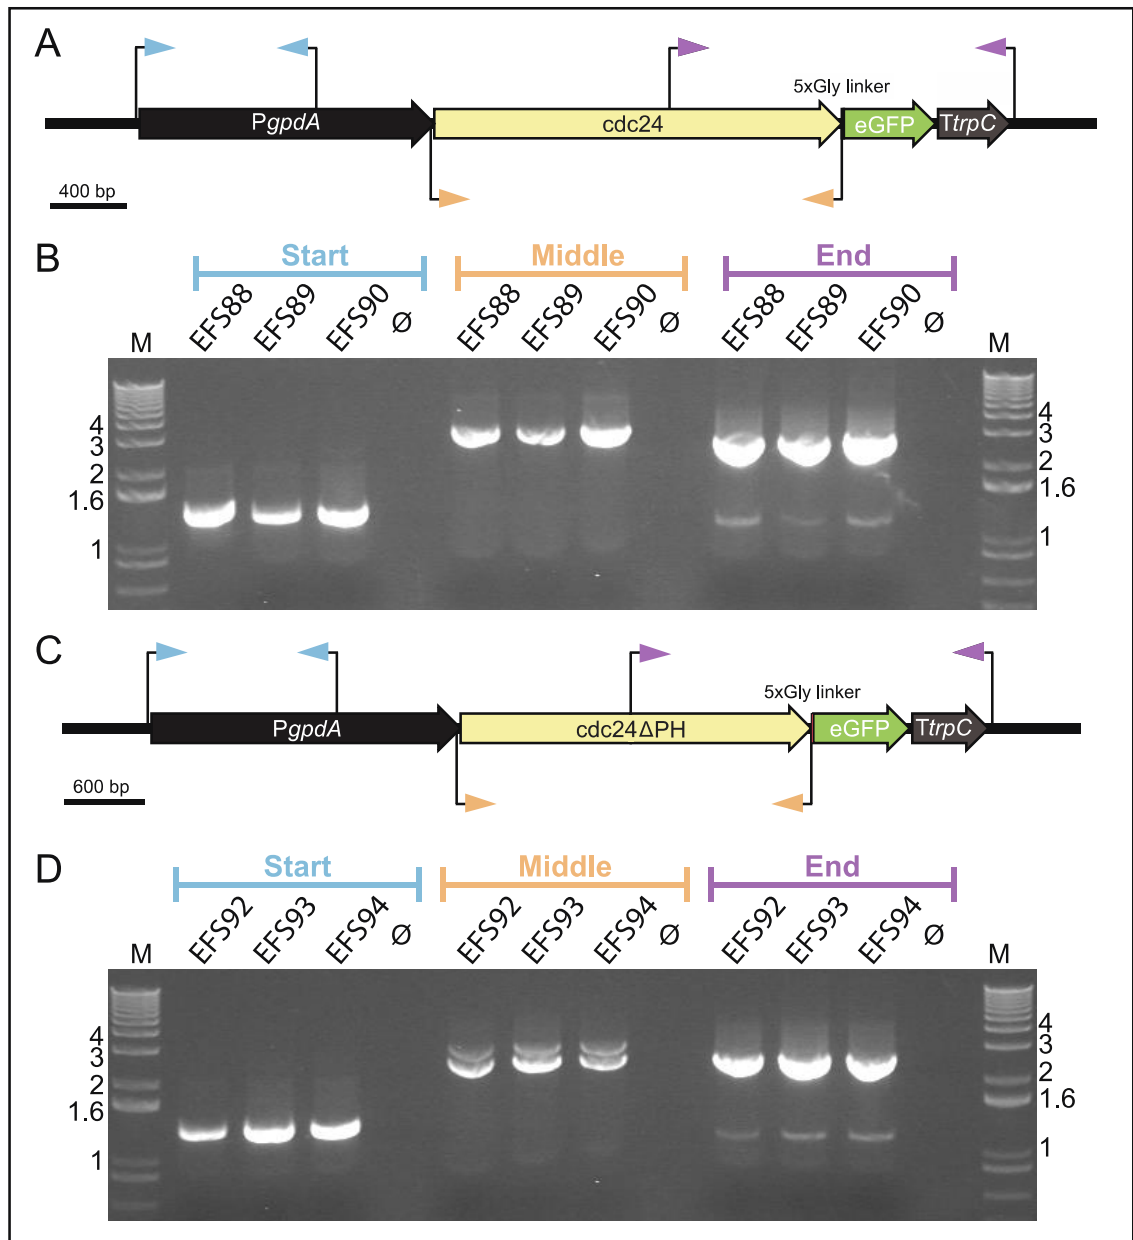 A
5xGly linker
PgpdA
cdc24
eGFP
TtrpC
400 bp
B
Start
Middle
End
EFS88
EFS89
EFS90
Ø
EFS88
EFS89
EFS90
Ø
EFS88
EFS89
EFS90
Ø
M
M
4
3
2
1.6
1
4
3
2
1.6
1
C
5xGly linker
PgpdA
cdc24ΔPH
eGFP
TtrpC
600 bp
D
Start
Middle
End
EFS92
EFS93
EFS94
Ø
EFS92
EFS93
EFS94
Ø
EFS92
EFS93
EFS94
Ø
M
M
4
3
2
1.6
1
4
3
2
1.6
1